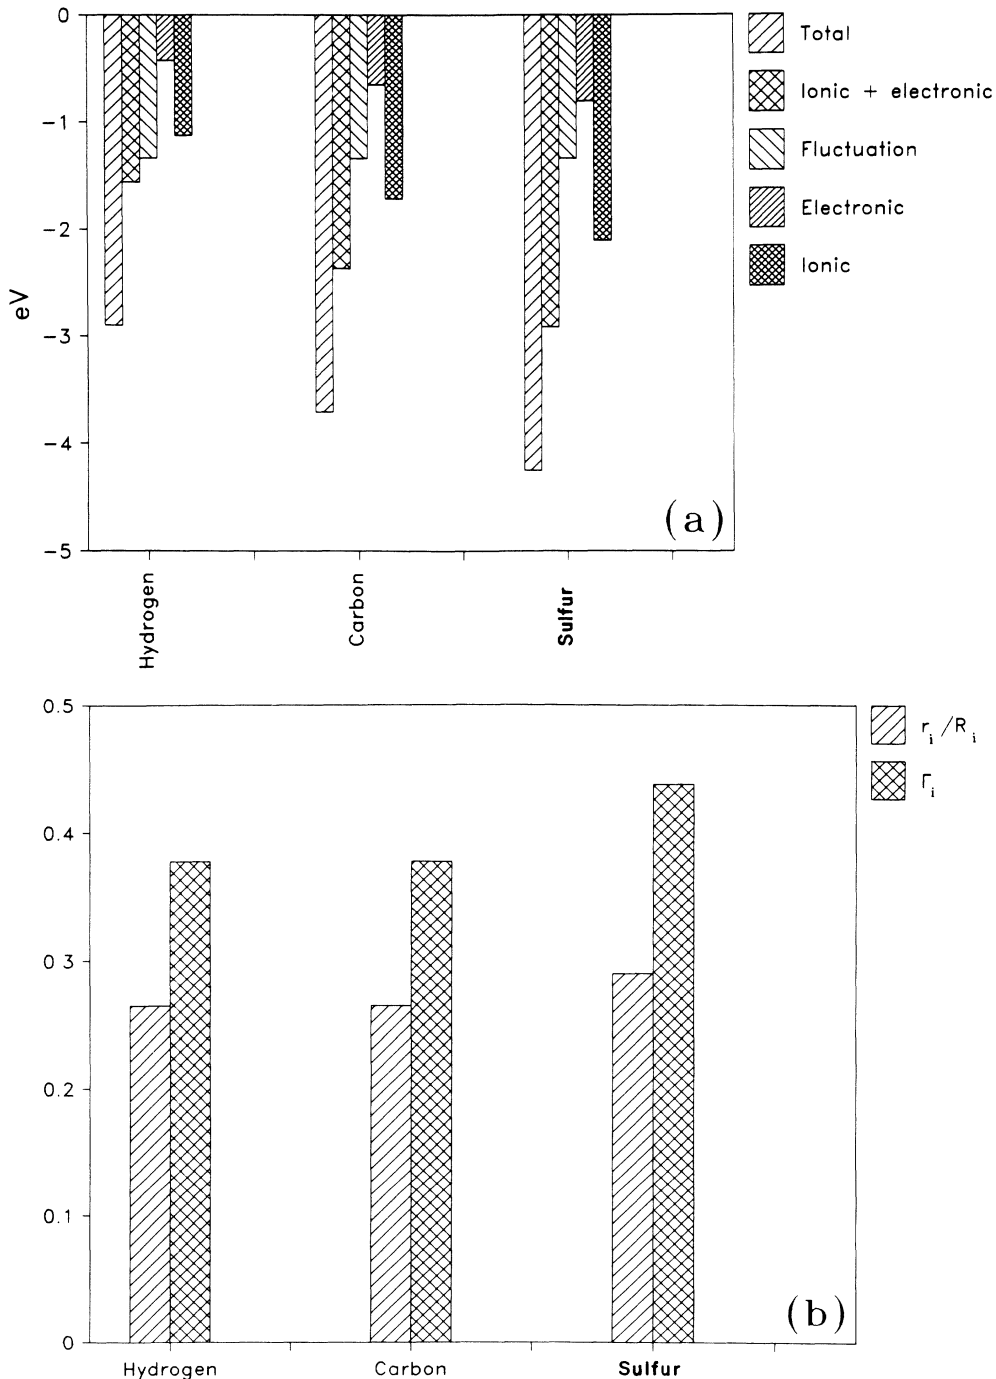 0
−1
−2
−3
−4
−5
eV
Hydrogen
Carbon
Sulfur
Total
Ionic + electronic
Fluctuation
Electronic
Ionic
(a)
0.5
0.4
0.3
0.2
0.1
0
Hydrogen
Carbon
Sulfur
r_i/R_i
Γ_i
(b)